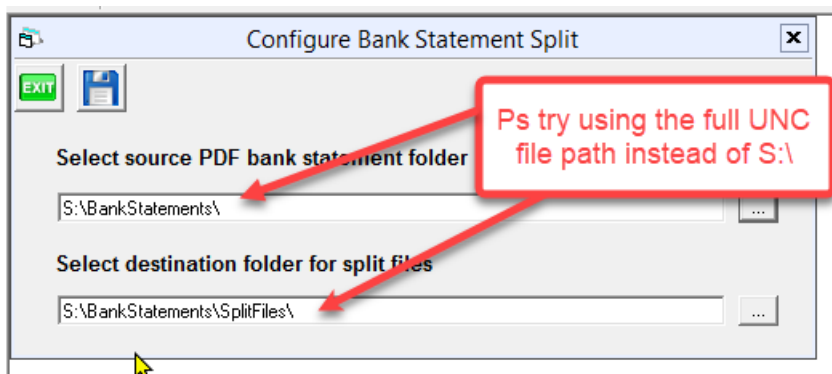 Configure Bank Statement Split
EXIT
Ps try using the full UNC
file path instead of S:\
Select source PDF bank statement folder
S:\BankStatements\
...
Select destination folder for split files
S:\BankStatements\SplitFiles\
...